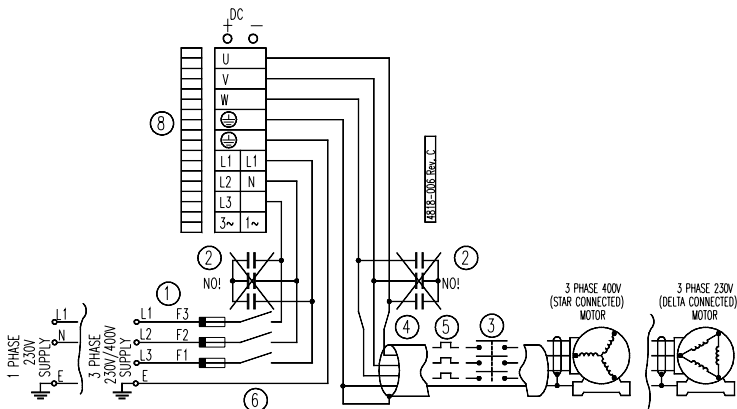 DC
+ −
U
V
W
8
L1 L1
L2 N
L3
3~ 1~
4818-006 Rev. C
2
NO!
2
NO!
1
L1 F3
L2 F2
L3 F1
E
L1
N
E
1 PHASE
230V
SUPPLY
3 PHASE
230V/400V
SUPPLY
6
4
5
3
3 PHASE 400V
(STAR CONNECTED)
MOTOR
3 PHASE 230V
(DELTA CONNECTED)
MOTOR